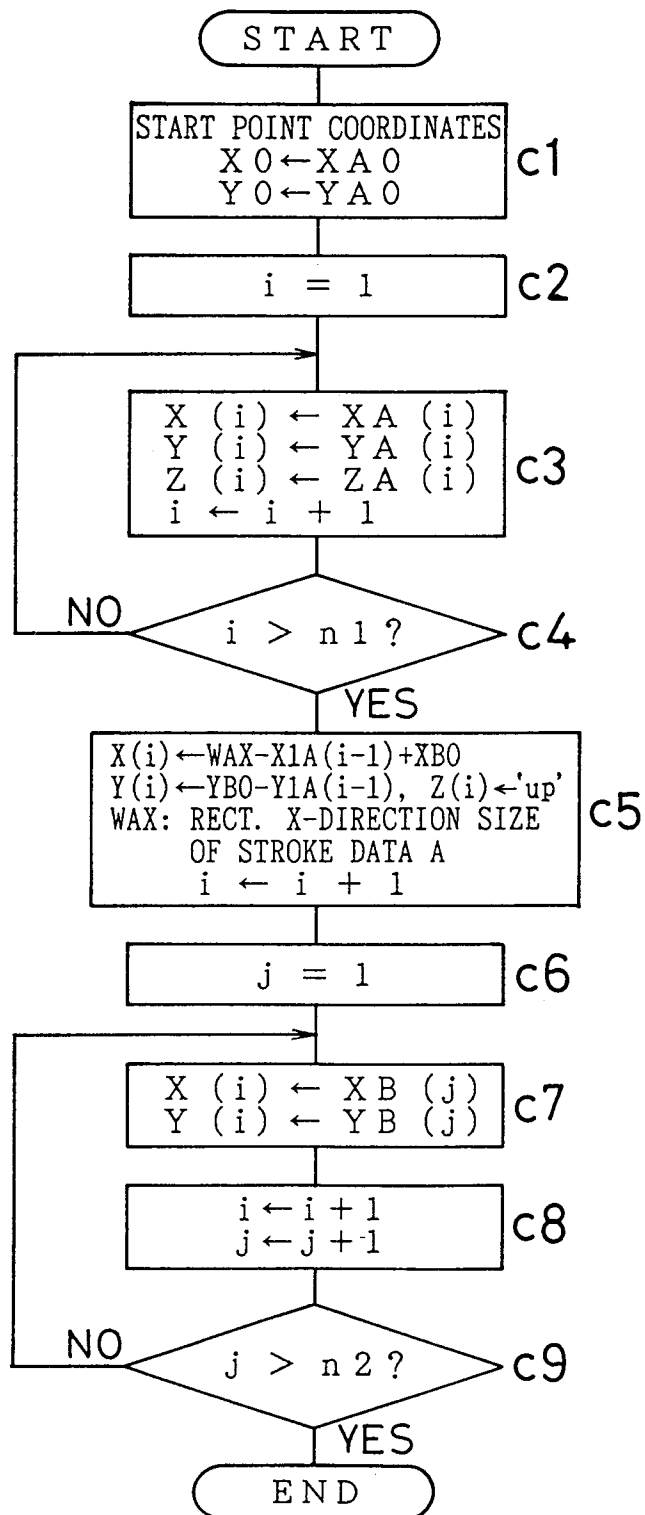 START
START POINT COORDINATES
X0←XA0
Y0←YA0
c1
i = 1
c2
X (i) ← XA (i)
Y (i) ← YA (i)
Z (i) ← ZA (i)
i ← i + 1
c3
NO
i > n1?
c4
YES
X(i)←WAX-X1A(i-1)+XB0
Y(i)←YB0-Y1A(i-1), Z(i)←'up'
WAX: RECT. X-DIRECTION SIZE
OF STROKE DATA A
i ← i + 1
c5
j = 1
c6
X (i) ← XB (j)
Y (i) ← YB (j)
c7
i←i+1
j←j+1
c8
NO
j > n2?
c9
YES
END